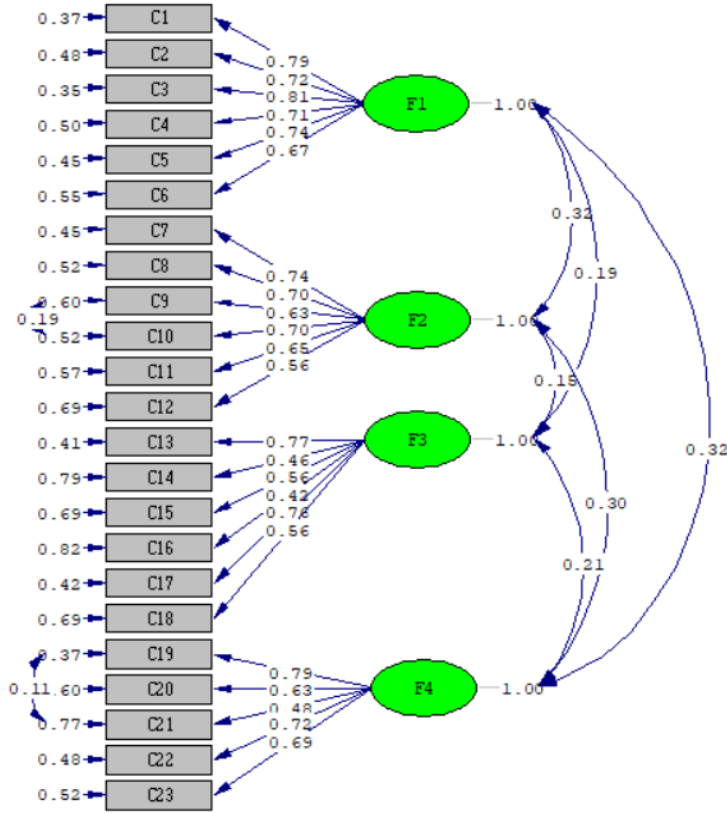 0.37 C1
0.48 C2
0.35 C3
0.50 C4
0.45 C5
0.55 C6
0.45 C7
0.52 C8
0.60 C9
0.19
0.52 C10
0.57 C11
0.69 C12
0.41 C13
0.79 C14
0.69 C15
0.82 C16
0.42 C17
0.69 C18
0.37 C19
0.11 0.60 C20
0.77 C21
0.48 C22
0.52 C23
0.79
0.72
0.81
0.71
0.74
0.67
0.74
0.70
0.63
0.70
0.65
0.56
0.77
0.46
0.56
0.42
0.76
0.56
0.79
0.63
0.48
0.72
0.69
F1 1.00
F2 1.00
F3 1.00
F4 1.00
0.32
0.19
0.15
0.32
0.30
0.21